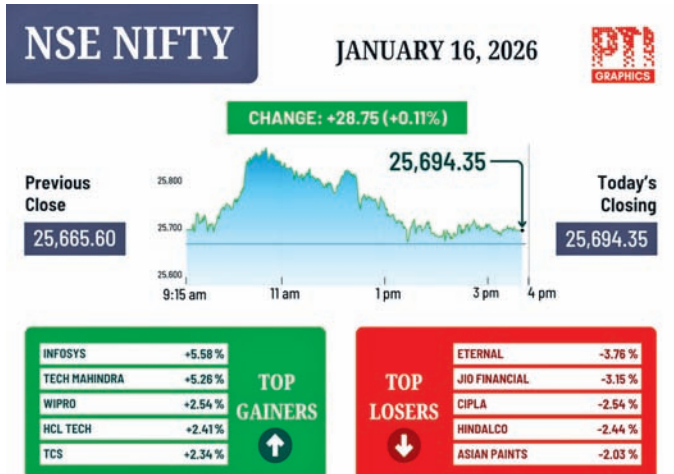 NSE NIFTY
JANUARY 16, 2026
PTI
GRAPHICS
CHANGE: +28.75 (+0.11%)
Previous
Close
25,665.60
25,694.35
Today's
Closing
25,694.35
25,800
25,700
25,600
9:15 am 11 am 1 pm 3 pm 4 pm
INFOSYS +5.58 %
TECH MAHINDRA +5.26 %
WIPRO +2.54 %
HCL TECH +2.41 %
TCS +2.34 %
TOP
GAINERS
TOP
LOSERS
ETERNAL -3.76 %
JIO FINANCIAL -3.15 %
CIPLA -2.54 %
HINDALCO -2.44 %
ASIAN PAINTS -2.03 %